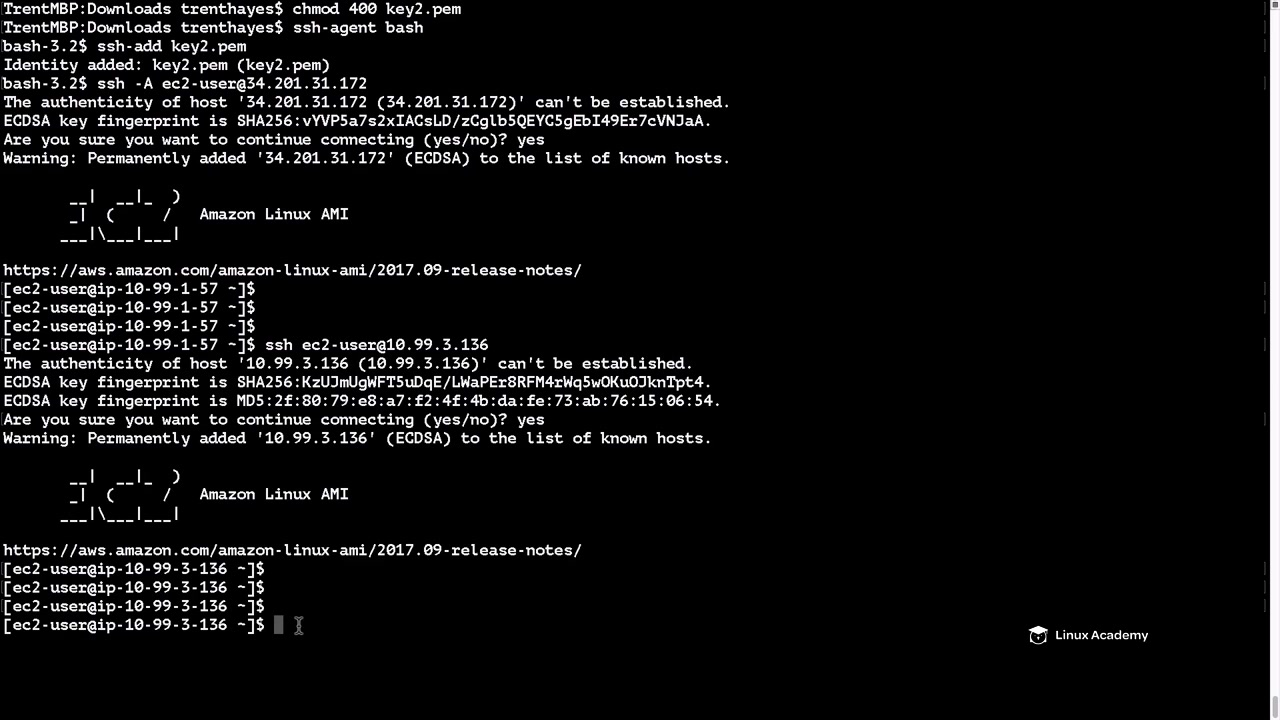 TrentMBP:Downloads trenthayes$ chmod 400 key2.pem
TrentMBP:Downloads trenthayes$ ssh-agent bash
bash-3.2$ ssh-add key2.pem
Identity added: key2.pem (key2.pem)
bash-3.2$ ssh -A ec2-user@34.201.31.172
The authenticity of host '34.201.31.172 (34.201.31.172)' can't be established.
ECDSA key fingerprint is SHA256:vYVP5a7s2xIACsLD/zCglb5QEYC5gEbI49Er7cVNJaA.
Are you sure you want to continue connecting (yes/no)? yes
Warning: Permanently added '34.201.31.172' (ECDSA) to the list of known hosts.
__|  __|_  )
_|  (     /   Amazon Linux AMI
___|\___|___|
https://aws.amazon.com/amazon-linux-ami/2017.09-release-notes/
[ec2-user@ip-10-99-1-57 ~]$
[ec2-user@ip-10-99-1-57 ~]$
[ec2-user@ip-10-99-1-57 ~]$
[ec2-user@ip-10-99-1-57 ~]$ ssh ec2-user@10.99.3.136
The authenticity of host '10.99.3.136 (10.99.3.136)' can't be established.
ECDSA key fingerprint is SHA256:KzUJmUgWFT5uDqE/LWaPEr8RFM4rWq5wOKuOJknTpt4.
ECDSA key fingerprint is MD5:2f:80:79:e8:a7:f2:4f:4b:da:fe:73:ab:76:15:06:54.
Are you sure you want to continue connecting (yes/no)? yes
Warning: Permanently added '10.99.3.136' (ECDSA) to the list of known hosts.
__|  __|_  )
_|  (     /   Amazon Linux AMI
___|\___|___|
https://aws.amazon.com/amazon-linux-ami/2017.09-release-notes/
[ec2-user@ip-10-99-3-136 ~]$
[ec2-user@ip-10-99-3-136 ~]$
[ec2-user@ip-10-99-3-136 ~]$
[ec2-user@ip-10-99-3-136 ~]$
Linux Academy